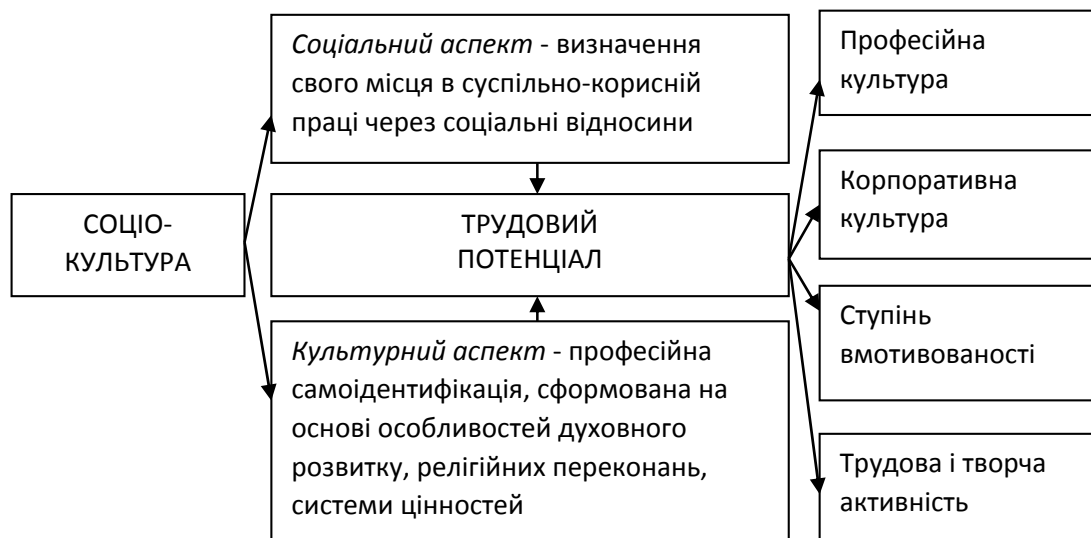 СОЦІО-
КУЛЬТУРА
Соціальний аспект - визначення
свого місця в суспільно-корисній
праці через соціальні відносини
ТРУДОВИЙ
ПОТЕНЦІАЛ
Культурний аспект - професійна
самоідентифікація, сформована на
основі особливостей духовного
розвитку, релігійних переконань,
системи цінностей
Професійна
культура
Корпоративна
культура
Ступінь
вмотивованості
Трудова і творча
активність